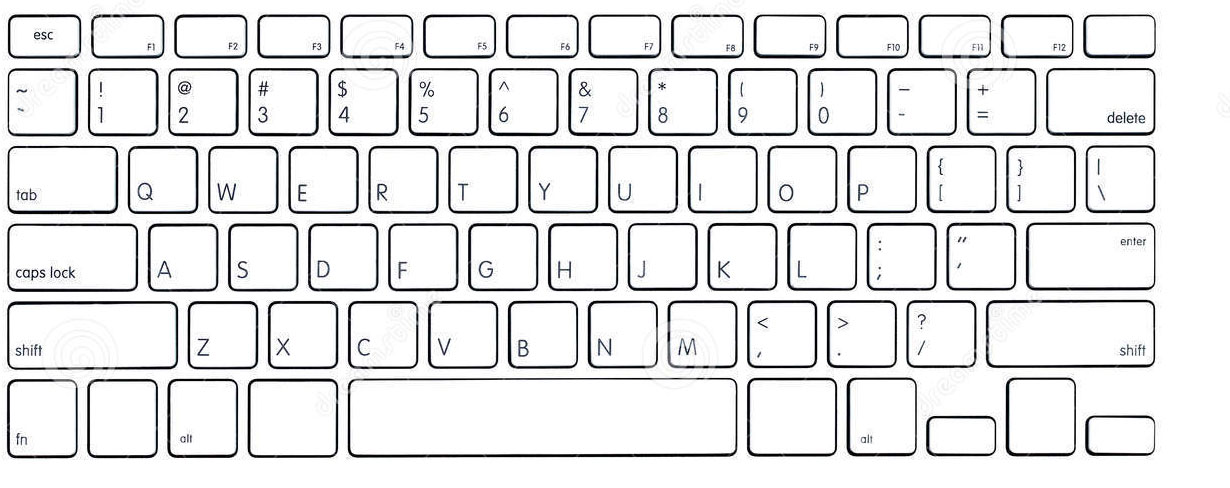 esc F1 F2 F3 F4 F5 F6 F7 F8 F9 F10 F11 F12
~ ! @ # $ % ^ & * ( ) — +
` 1 2 3 4 5 6 7 8 9 0 - = delete
{ } |
tab Q W E R T Y U I O P [ ] \
: " enter
caps lock A S D F G H J K L ; '
< > ?
shift Z X C V B N M , . / shift
fn alt alt